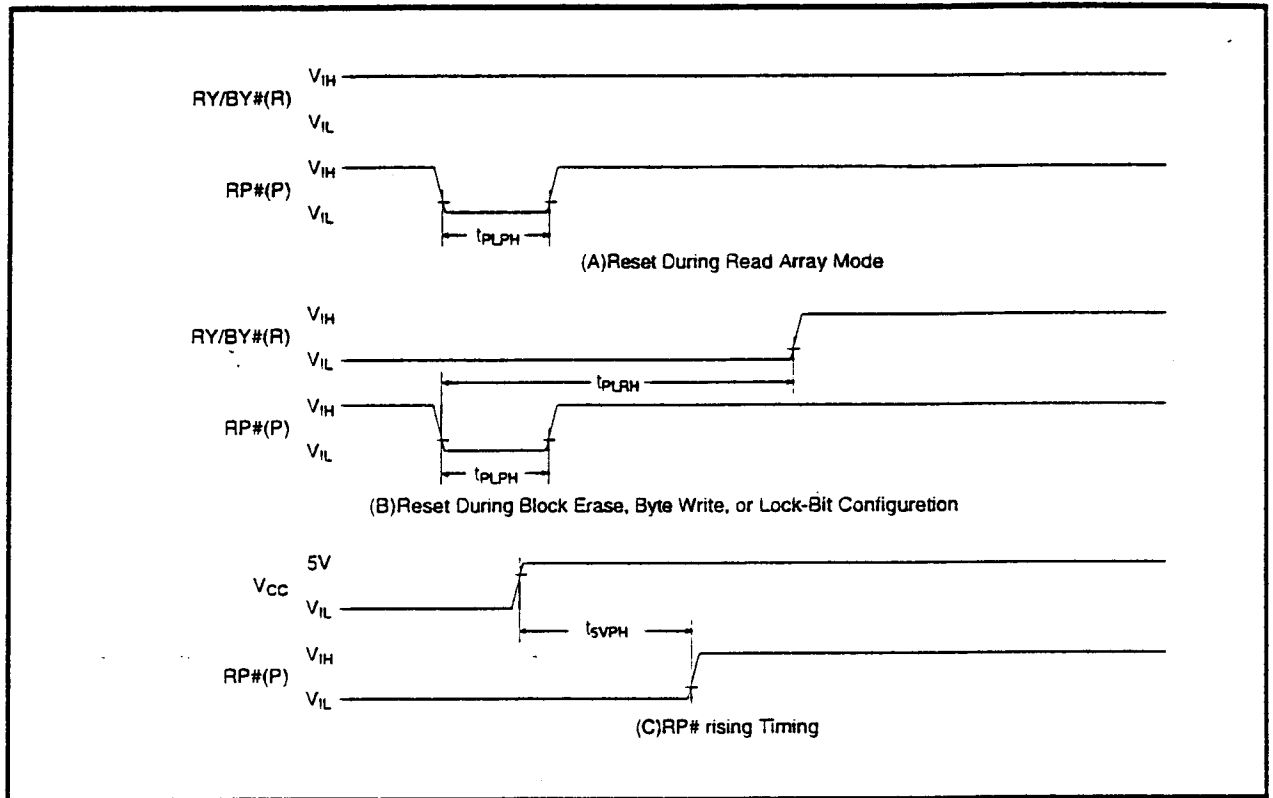 VIH
RY/BY#(R)
VIL
VIH
RP#(P)
VIL
tPLPH
(A)Reset During Read Array Mode
VIH
RY/BY#(R)
VIL
tPLRH
VIH
RP#(P)
VIL
tPLPH
(B)Reset During Block Erase, Byte Write, or Lock-Bit Configuretion
5V
VCC
VIL
t5VPH
VIH
RP#(P)
VIL
(C)RP# rising Timing